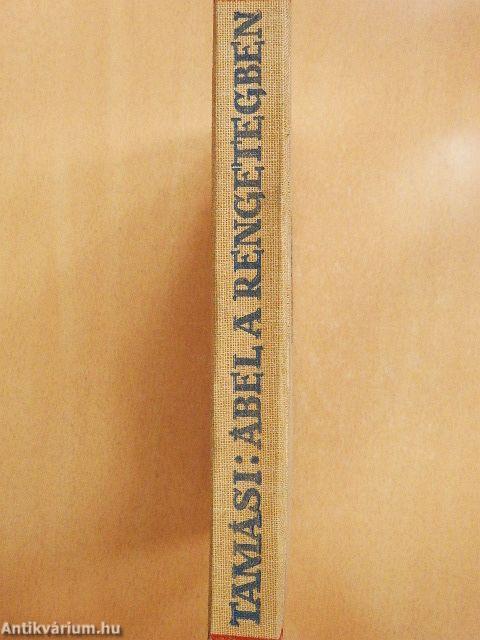 TAMÁSI: ÁBEL A RENGETEGBEN
Antikvárium.hu